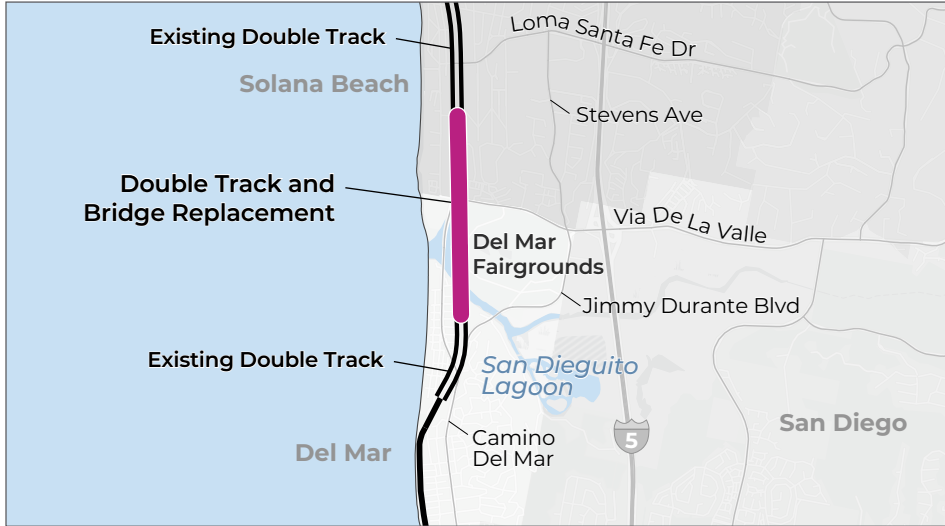 Existing Double Track
Loma Santa Fe Dr
Solana Beach
Stevens Ave
Double Track and
Bridge Replacement
Via De La Valle
Del Mar
Fairgrounds
Jimmy Durante Blvd
Existing Double Track
San Dieguito
Lagoon
San Diego
5
Camino
Del Mar
Del Mar